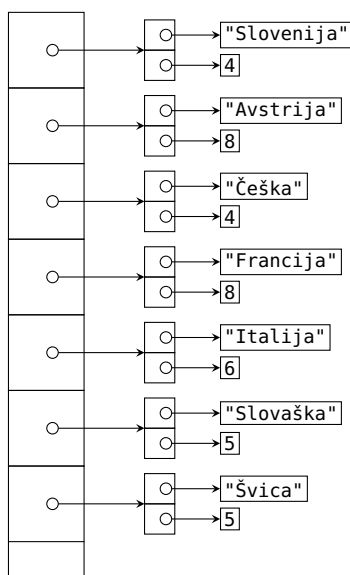 "Slovenija"
4
"Avstrija"
8
"Češka"
4
"Francija"
8
"Italija"
6
"Slovaška"
5
"Švica"
5